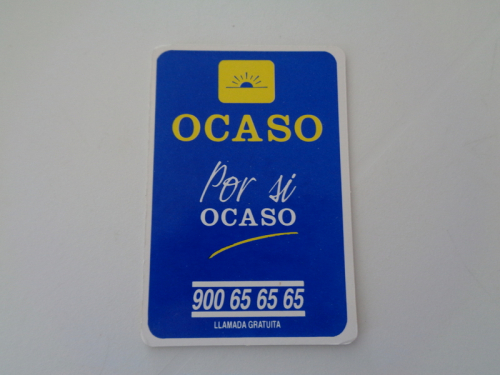 OCASO
Por si
OCASO
900 65 65 65
LLAMADA GRATUITA